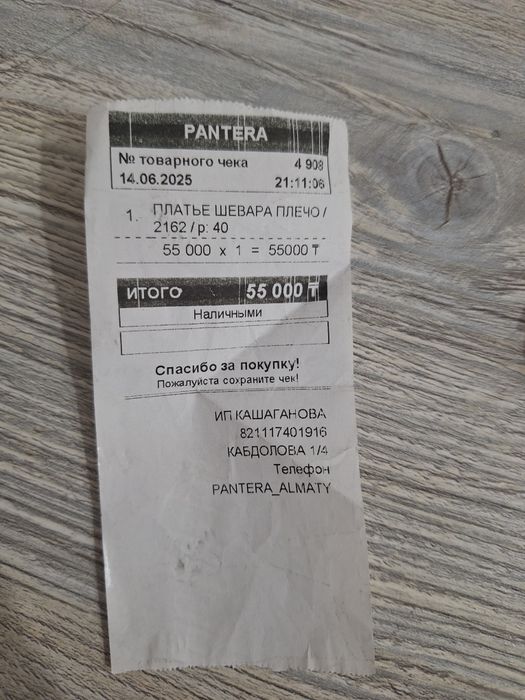 PANTERA
№ товарного чека 4 908
14.06.2025 21:11:06
1. ПЛАТЬЕ ШЕВАРА ПЛЕЧО /
2162 / р: 40
55 000 x 1 = 55000 ₸
ИТОГО 55 000 ₸
Наличными
Спасибо за покупку!
Пожалуйста сохраните чек!
ИП КАШАГАНОВА
821117401916
КАБДОЛОВА 1/4
Телефон
PANTERA_ALMATY